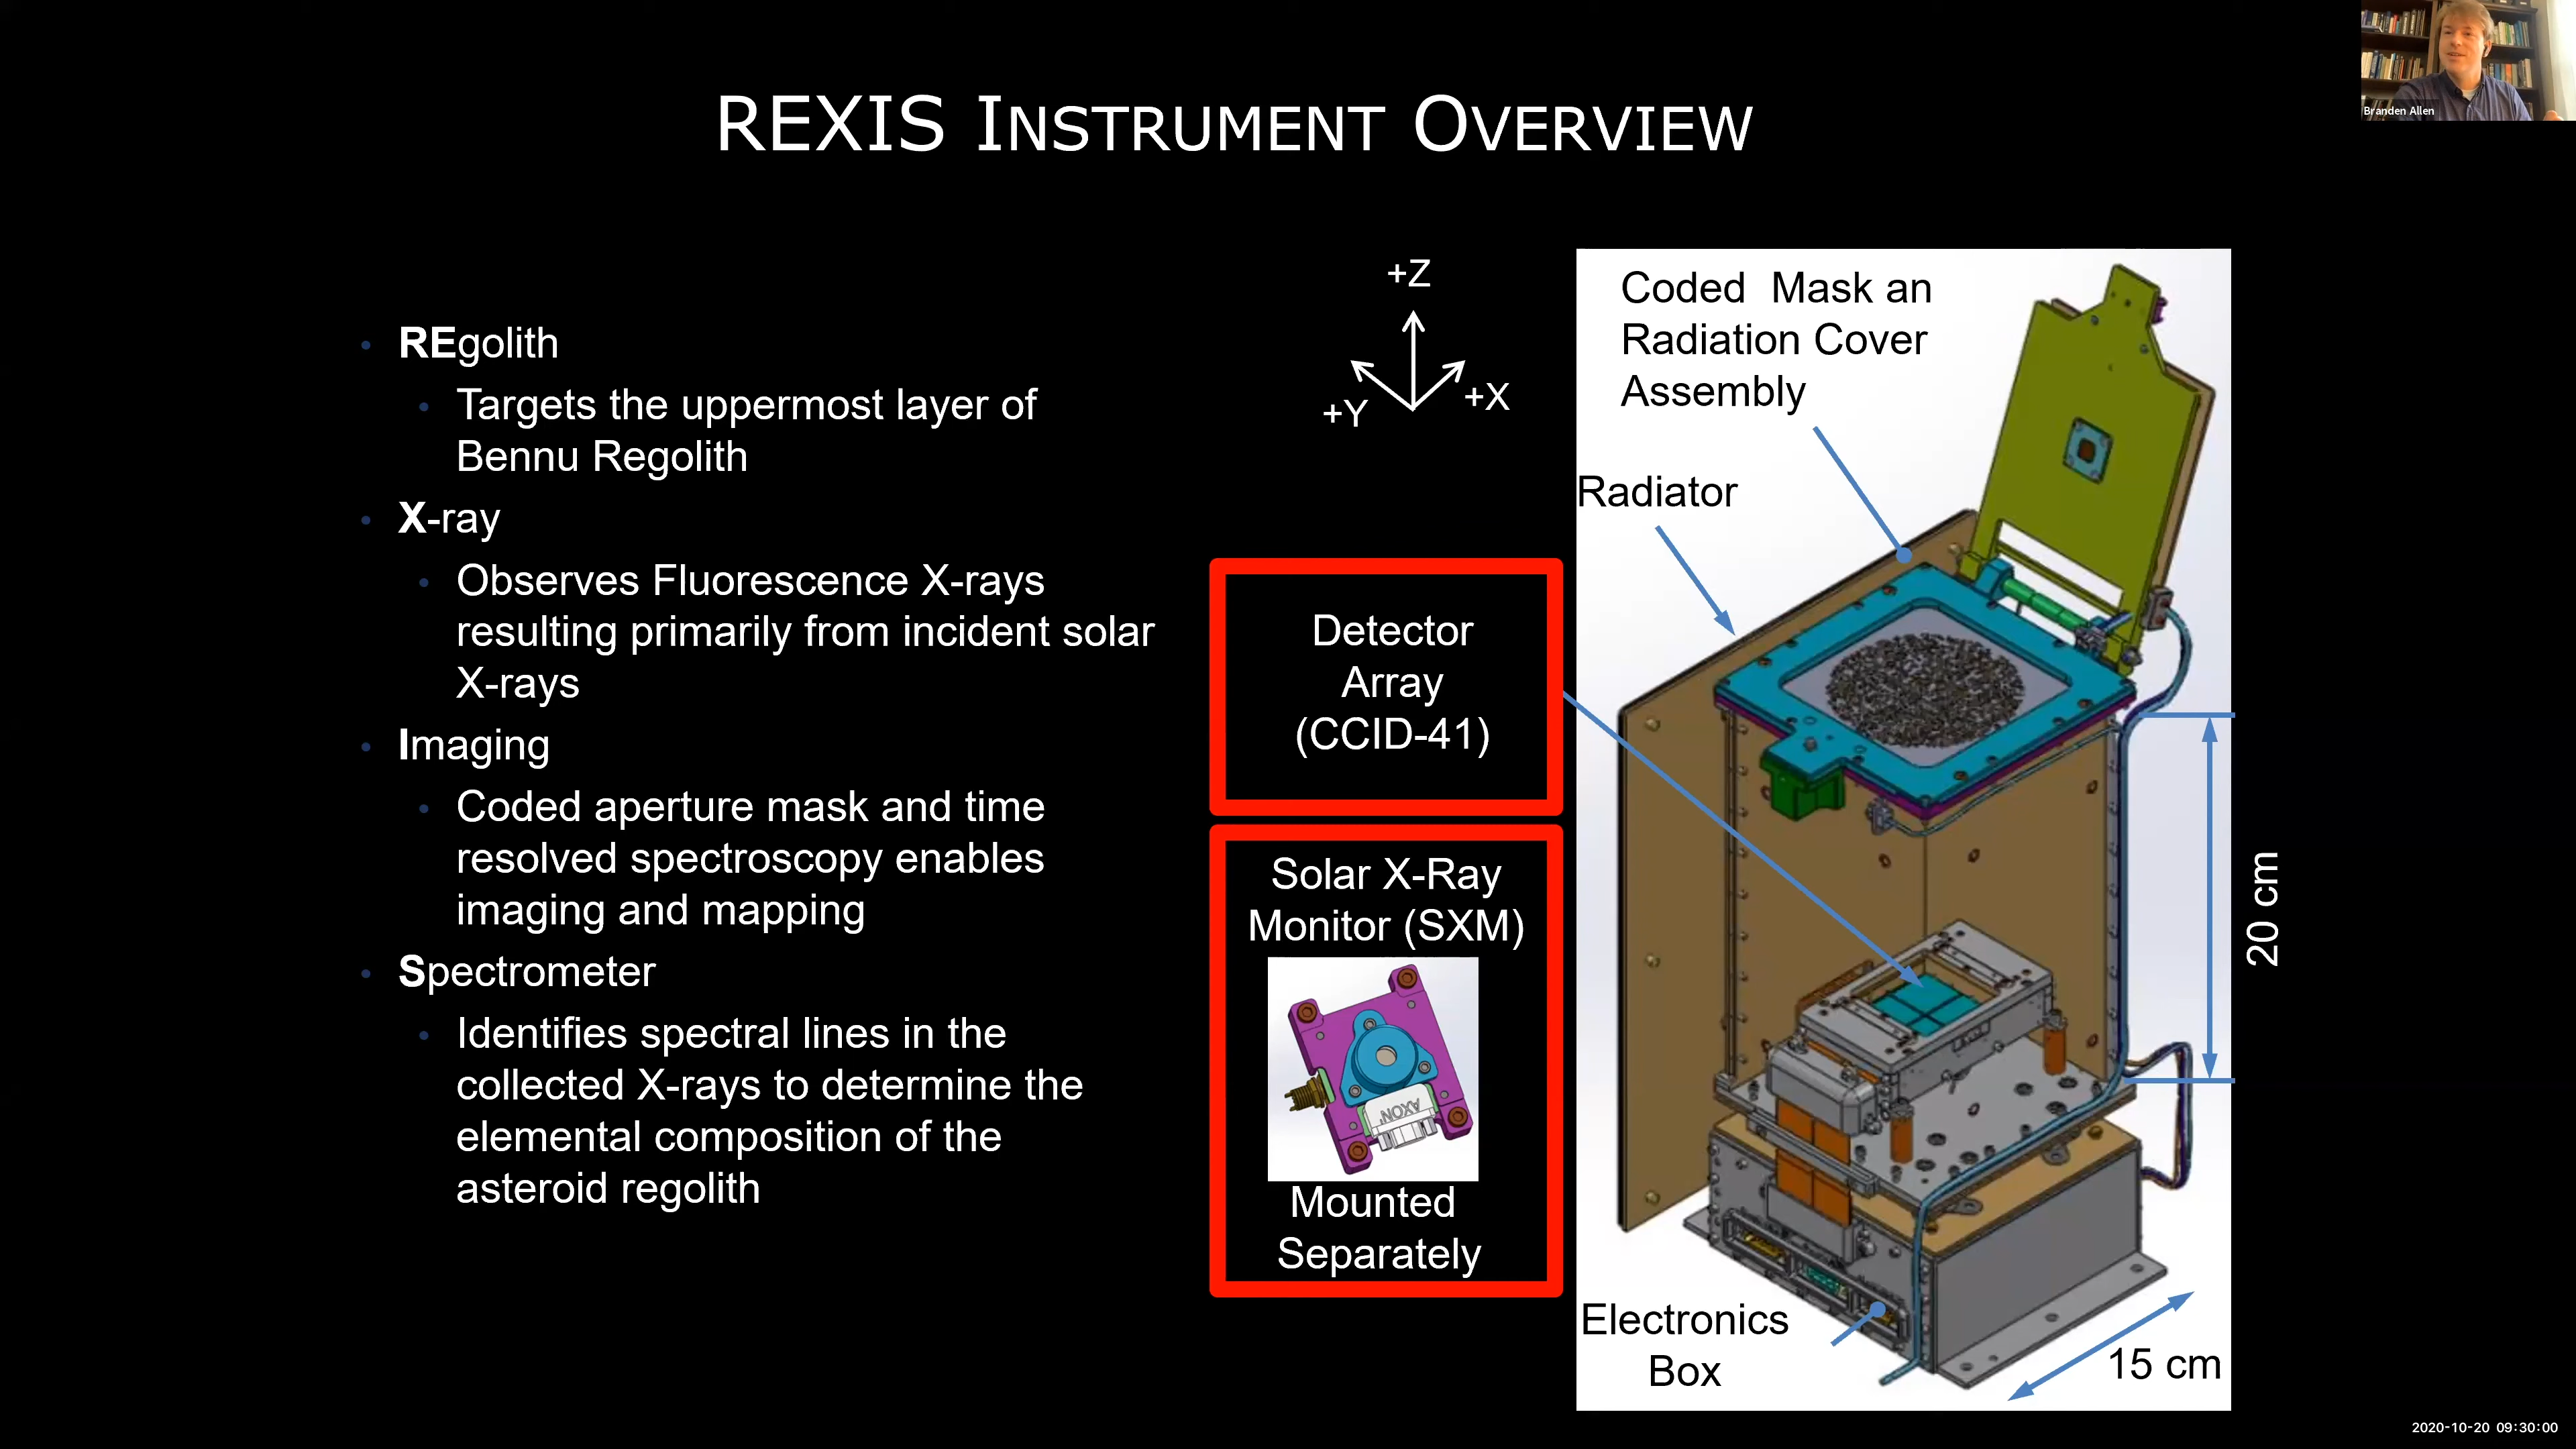 Branden Allen
REXIS INSTRUMENT OVERVIEW
• REgolith
• Targets the uppermost layer of
Bennu Regolith
• X-ray
• Observes Fluorescence X-rays
resulting primarily from incident solar
X-rays
• Imaging
• Coded aperture mask and time
resolved spectroscopy enables
imaging and mapping
• Spectrometer
• Identifies spectral lines in the
collected X-rays to determine the
elemental composition of the
asteroid regolith
+Z
+Y
+X
Detector
Array
(CCID-41)
Solar X-Ray
Monitor (SXM)
AXON'
Mounted
Separately
Coded Mask an
Radiation Cover
Assembly
Radiator
20 cm
Electronics
Box
15 cm
2020-10-20 09:30:00